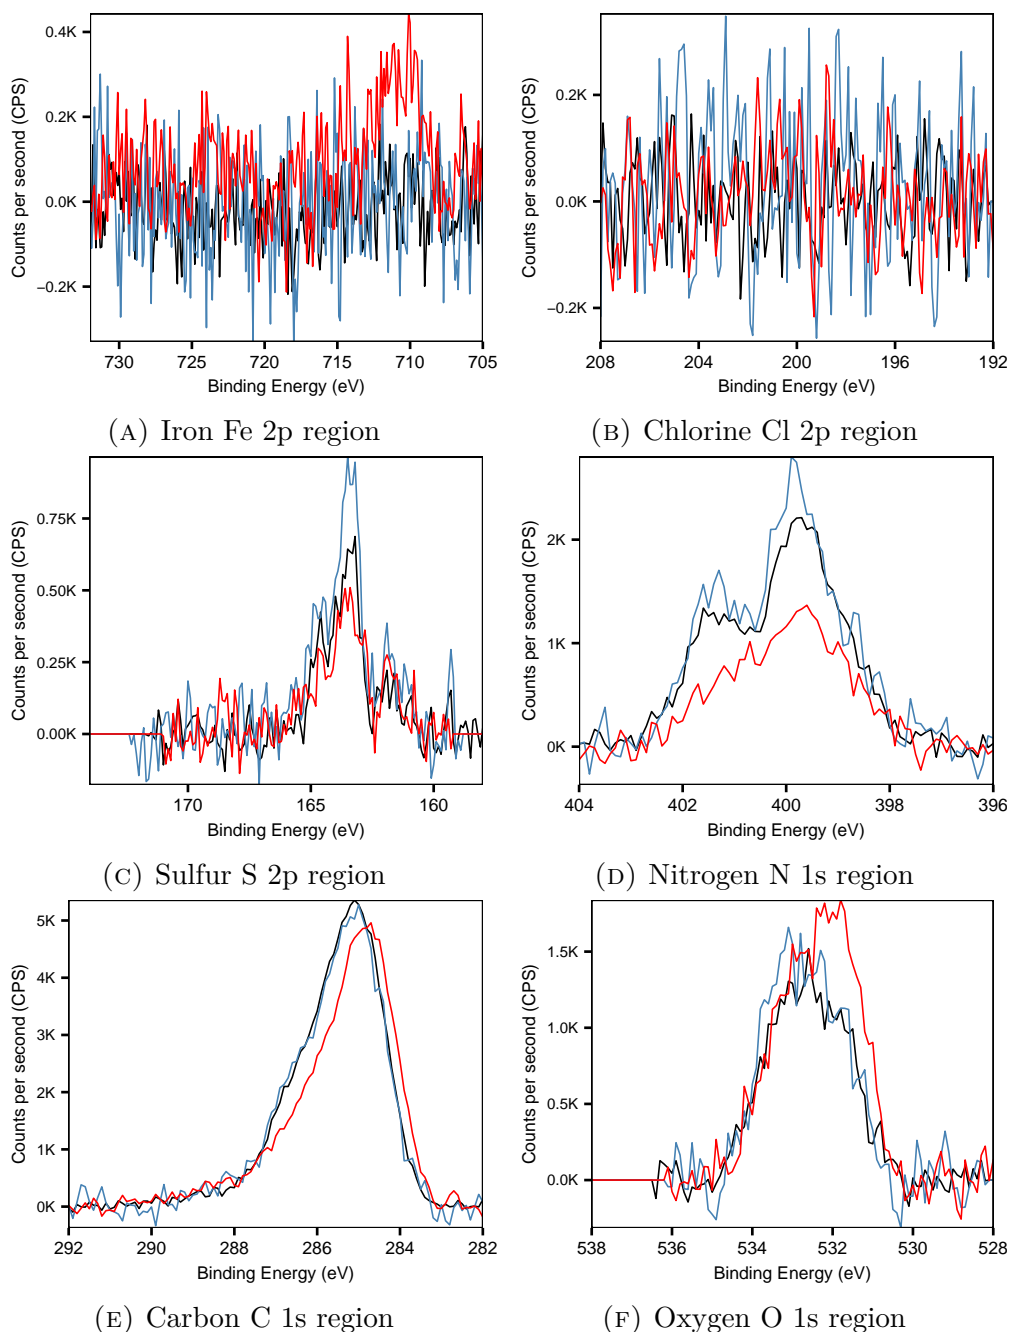 Counts per second (CPS)
0.4K
0.2K
0.0K
−0.2K
730
725
720
715
710
705
Binding Energy (eV)
(A) Iron Fe 2p region
Counts per second (CPS)
0.2K
0.0K
−0.2K
208
204
200
196
192
Binding Energy (eV)
(B) Chlorine Cl 2p region
Counts per second (CPS)
0.75K
0.50K
0.25K
0.00K
170
165
160
Binding Energy (eV)
(C) Sulfur S 2p region
Counts per second (CPS)
2K
1K
0K
404
402
400
398
396
Binding Energy (eV)
(D) Nitrogen N 1s region
Counts per second (CPS)
5K
4K
3K
2K
1K
0K
292
290
288
286
284
282
Binding Energy (eV)
(E) Carbon C 1s region
Counts per second (CPS)
1.5K
1.0K
0.5K
0.0K
538
536
534
532
530
528
Binding Energy (eV)
(F) Oxygen O 1s region